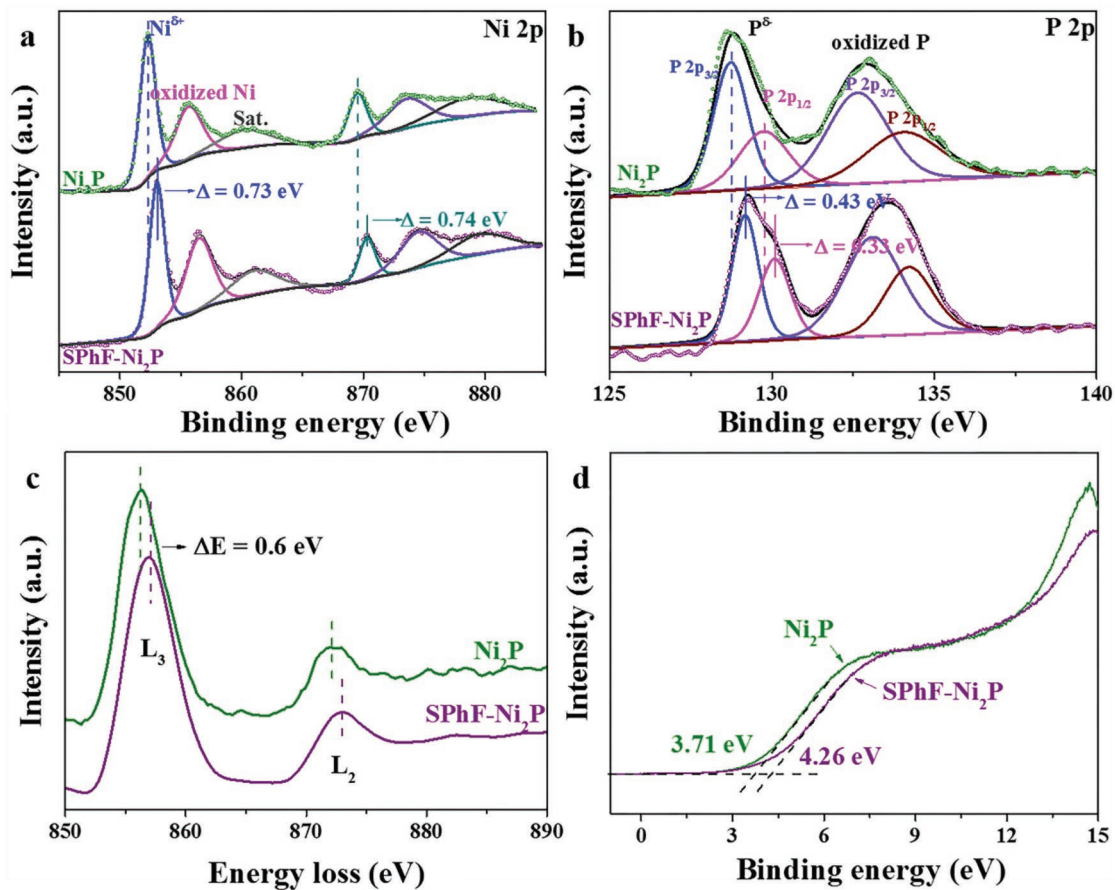 a
Ni 2p
Ni^δ+
oxidized Ni
Sat.
Ni₂P
Δ = 0.73 eV
Δ = 0.74 eV
SPhF-Ni₂P
850 860 870 880
Binding energy (eV)
Intensity (a.u.)
b
P 2p
P^δ-
oxidized P
P 2p₃/₂
P 2p₃/₂
P 2p₁/₂
P 2p₁/₂
Ni₂P
Δ = 0.43 eV
Δ = 0.33 eV
SPhF-Ni₂P
125 130 135 140
Binding energy (eV)
Intensity (a.u.)
c
ΔE = 0.6 eV
L₃
Ni₂P
SPhF-Ni₂P
L₂
850 860 870 880 890
Energy loss (eV)
Intensity (a.u.)
d
Ni₂P
SPhF-Ni₂P
3.71 eV
4.26 eV
0 3 6 9 12 15
Binding energy (eV)
Intensity (a.u.)